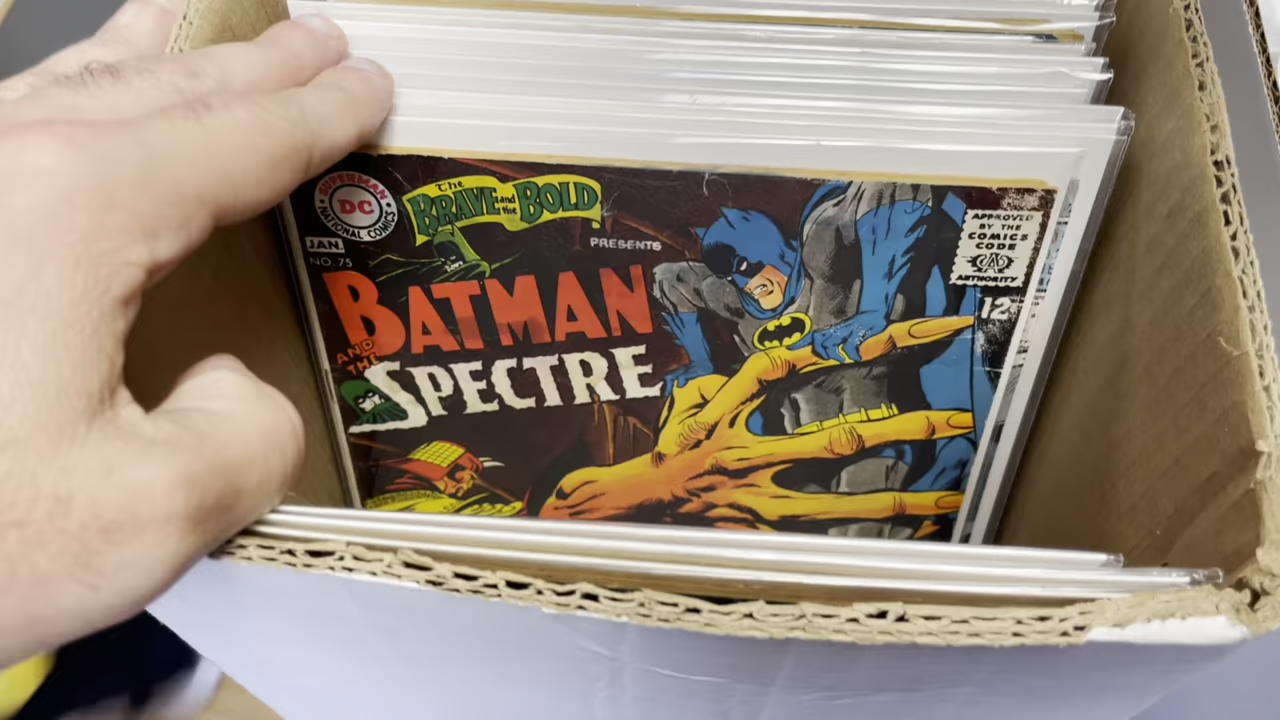 SUPERMAN
DC
NATIONAL COMICS
The
BRAVE and the BOLD
PRESENTS
JAN.
NO. 75
BATMAN
AND THE
SPECTRE
APPROVED
BY THE
COMICS
CODE
CA
AUTHORITY
12¢